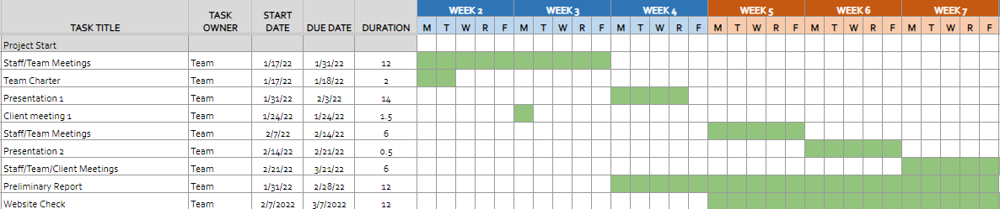 WEEK 2 WEEK 3 WEEK 4 WEEK 5 WEEK 6 WEEK 7
TASK TITLE TASK OWNER START DATE DUE DATE DURATION M T W R F M T W R F M T W R F M T W R F M T W R F M T W R F
Project Start
Staff/Team Meetings Team 1/17/22 1/31/22 12
Team Charter Team 1/17/22 1/18/22 2
Presentation 1 Team 1/31/22 2/3/22 14
Client meeting 1 Team 1/24/22 1/24/22 1.5
Staff/Team Meetings Team 2/7/22 2/14/22 6
Presentation 2 Team 2/14/22 2/21/22 0.5
Staff/Team/Client Meetings Team 2/21/22 3/21/22 6
Preliminary Report Team 1/31/22 2/28/22 12
Website Check Team 2/7/2022 3/7/2022 12